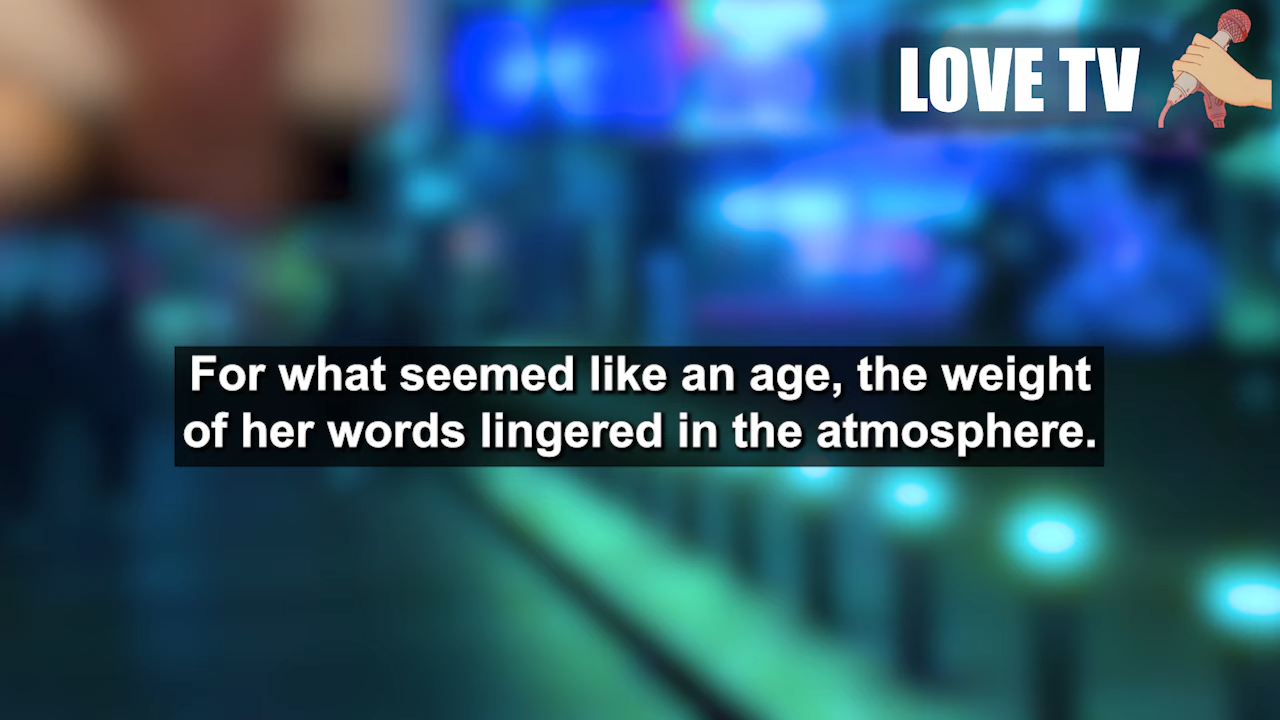 LOVE TV
For what seemed like an age, the weight
of her words lingered in the atmosphere.